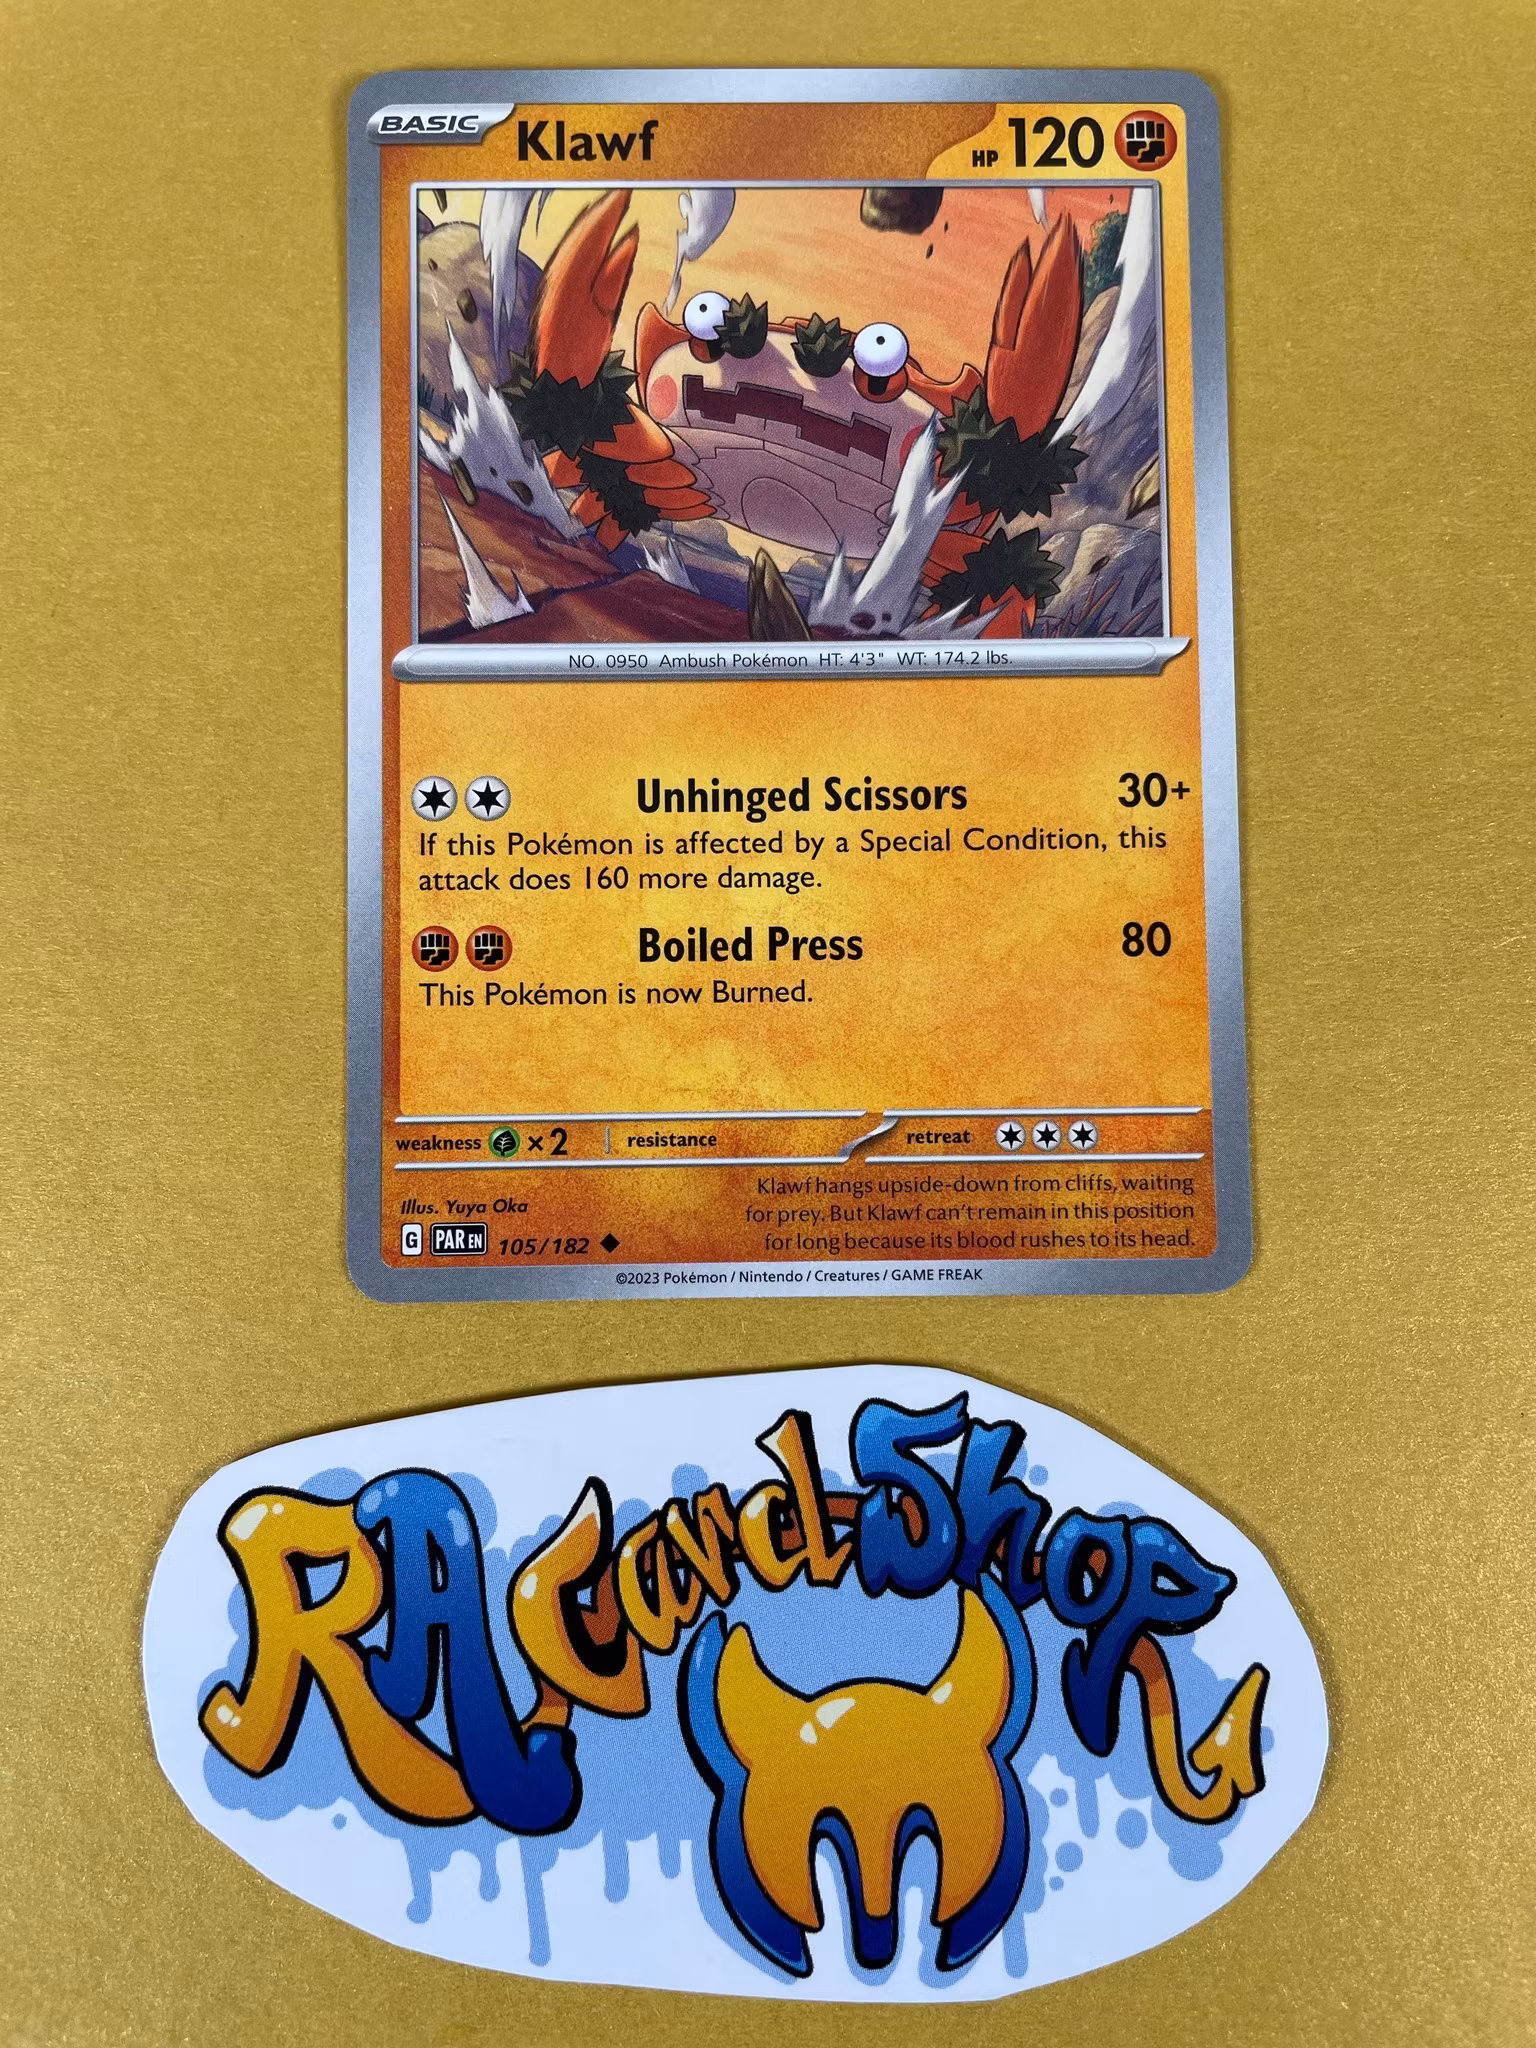 BASIC Klawf HP 120
NO. 0950 Ambush Pokémon HT: 4'3" WT: 174.2 lbs.
Unhinged Scissors 30+
If this Pokémon is affected by a Special Condition, this
attack does 160 more damage.
Boiled Press 80
This Pokémon is now Burned.
weakness ×2 resistance retreat
Illus. Yuya Oka
G PAR EN 105/182
Klawf hangs upside-down from cliffs, waiting
for prey. But Klawf can't remain in this position
for long because its blood rushes to its head.
©2023 Pokémon / Nintendo / Creatures / GAME FREAK
RA Card Shop